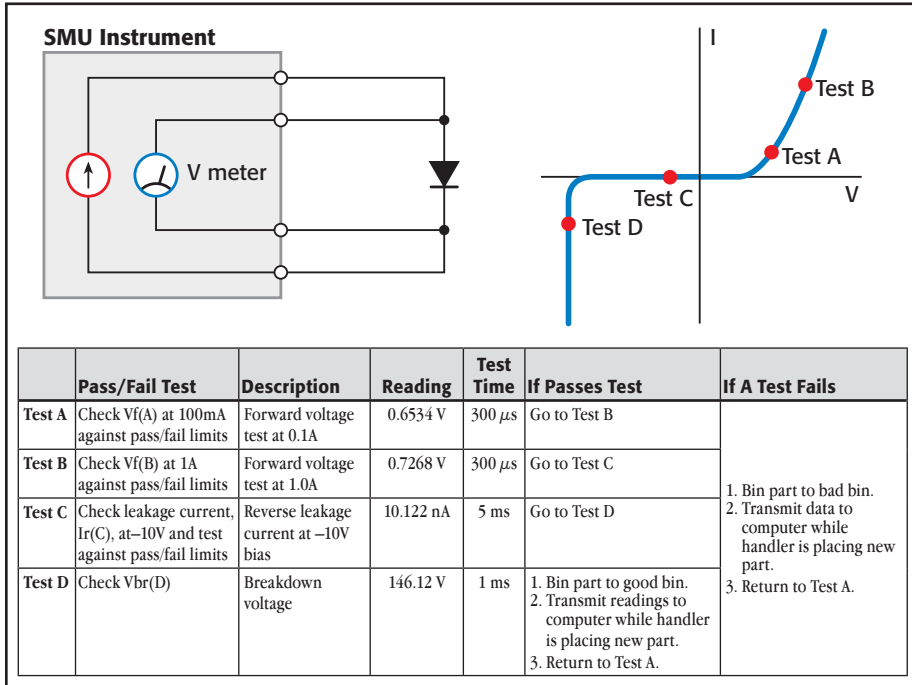 SMU Instrument
V meter
I
V
Test B
Test A
Test C
Test D
Pass/Fail Test
Description
Reading
Test
Time
If Passes Test
If A Test Fails
Test A
Check Vf(A) at 100mA
against pass/fail limits
Forward voltage
test at 0.1A
0.6534 V
300 μs
Go to Test B
Test B
Check Vf(B) at 1A
against pass/fail limits
Forward voltage
test at 1.0A
0.7268 V
300 μs
Go to Test C
Test C
Check leakage current,
Ir(C), at–10V and test
against pass/fail limits
Reverse leakage
current at –10V
bias
10.122 nA
5 ms
Go to Test D
Test D
Check Vbr(D)
Breakdown
voltage
146.12 V
1 ms
1. Bin part to good bin.
2. Transmit readings to
computer while handler
is placing new part.
3. Return to Test A.
1. Bin part to bad bin.
2. Transmit data to
computer while
handler is placing new
part.
3. Return to Test A.